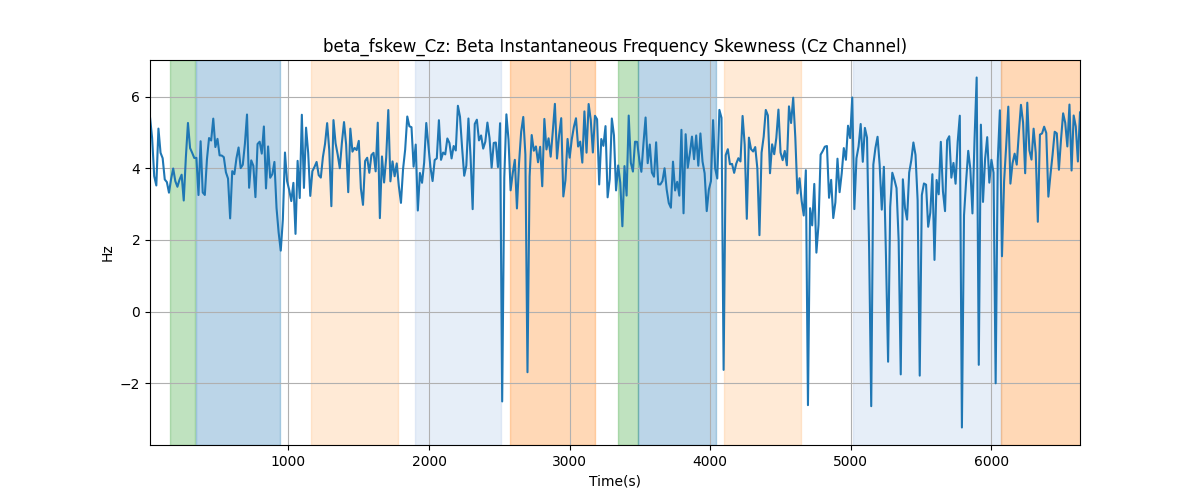 beta_fskew_Cz: Beta Instantaneous Frequency Skewness (Cz Channel)
6
4
2
0
−2
Hz
1000 2000 3000 4000 5000 6000
Time(s)